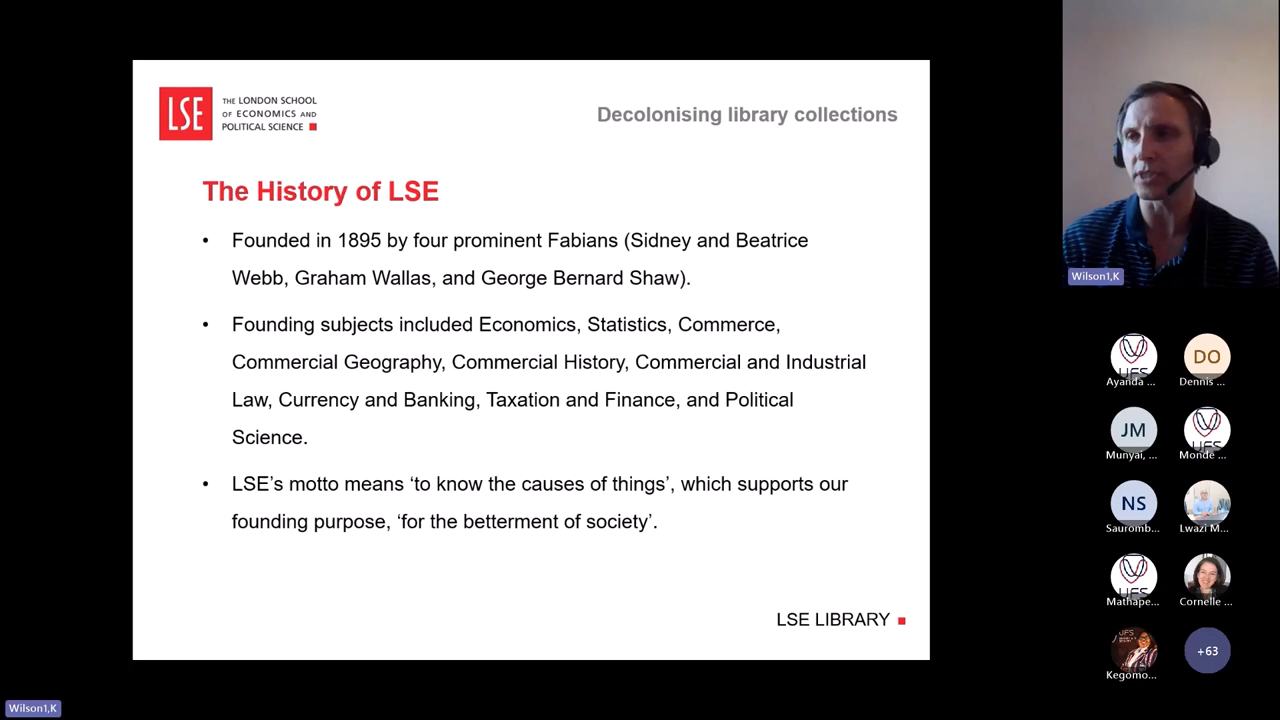 LSE
THE LONDON SCHOOL
OF ECONOMICS AND
POLITICAL SCIENCE
Decolonising library collections
The History of LSE
• Founded in 1895 by four prominent Fabians (Sidney and Beatrice
Webb, Graham Wallas, and George Bernard Shaw).
• Founding subjects included Economics, Statistics, Commerce,
Commercial Geography, Commercial History, Commercial and Industrial
Law, Currency and Banking, Taxation and Finance, and Political
Science.
• LSE’s motto means ‘to know the causes of things’, which supports our
founding purpose, ‘for the betterment of society’.
LSE LIBRARY
Wilson1,K
UFS
Ayanda ...
DO
Dennis ...
JM
Munyai, ...
UFS
Monde ...
NS
Sauromb...
Lwazi M...
UFS
Mathape...
Cornelle ...
UFS
Kegomo...
+63
Wilson1,K